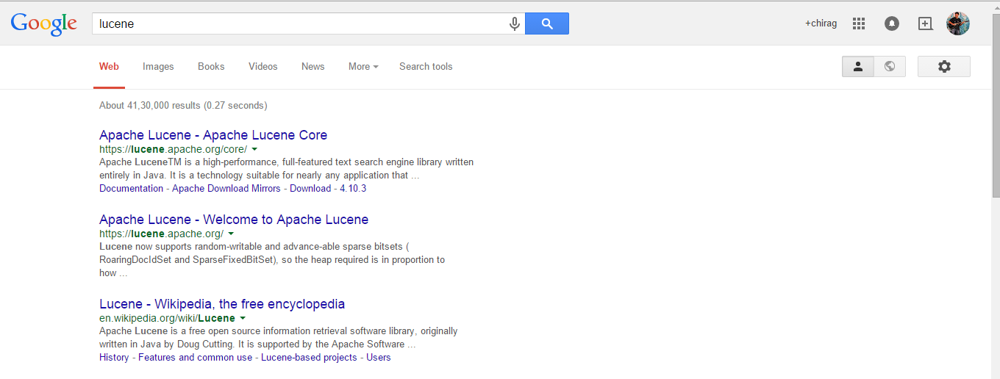 Google lucene +chirag
Web Images Books Videos News More Search tools
About 41,30,000 results (0.27 seconds)
Apache Lucene - Apache Lucene Core
https://lucene.apache.org/core/
Apache LuceneTM is a high-performance, full-featured text search engine library written
entirely in Java. It is a technology suitable for nearly any application that ...
Documentation - Apache Download Mirrors - Download - 4.10.3
Apache Lucene - Welcome to Apache Lucene
https://lucene.apache.org/
Lucene now supports random-writable and advance-able sparse bitsets (
RoaringDocIdSet and SparseFixedBitSet), so the heap required is in proportion to
how ...
Lucene - Wikipedia, the free encyclopedia
en.wikipedia.org/wiki/Lucene
Apache Lucene is a free open source information retrieval software library, originally
written in Java by Doug Cutting. It is supported by the Apache Software ...
History - Features and common use - Lucene-based projects - Users